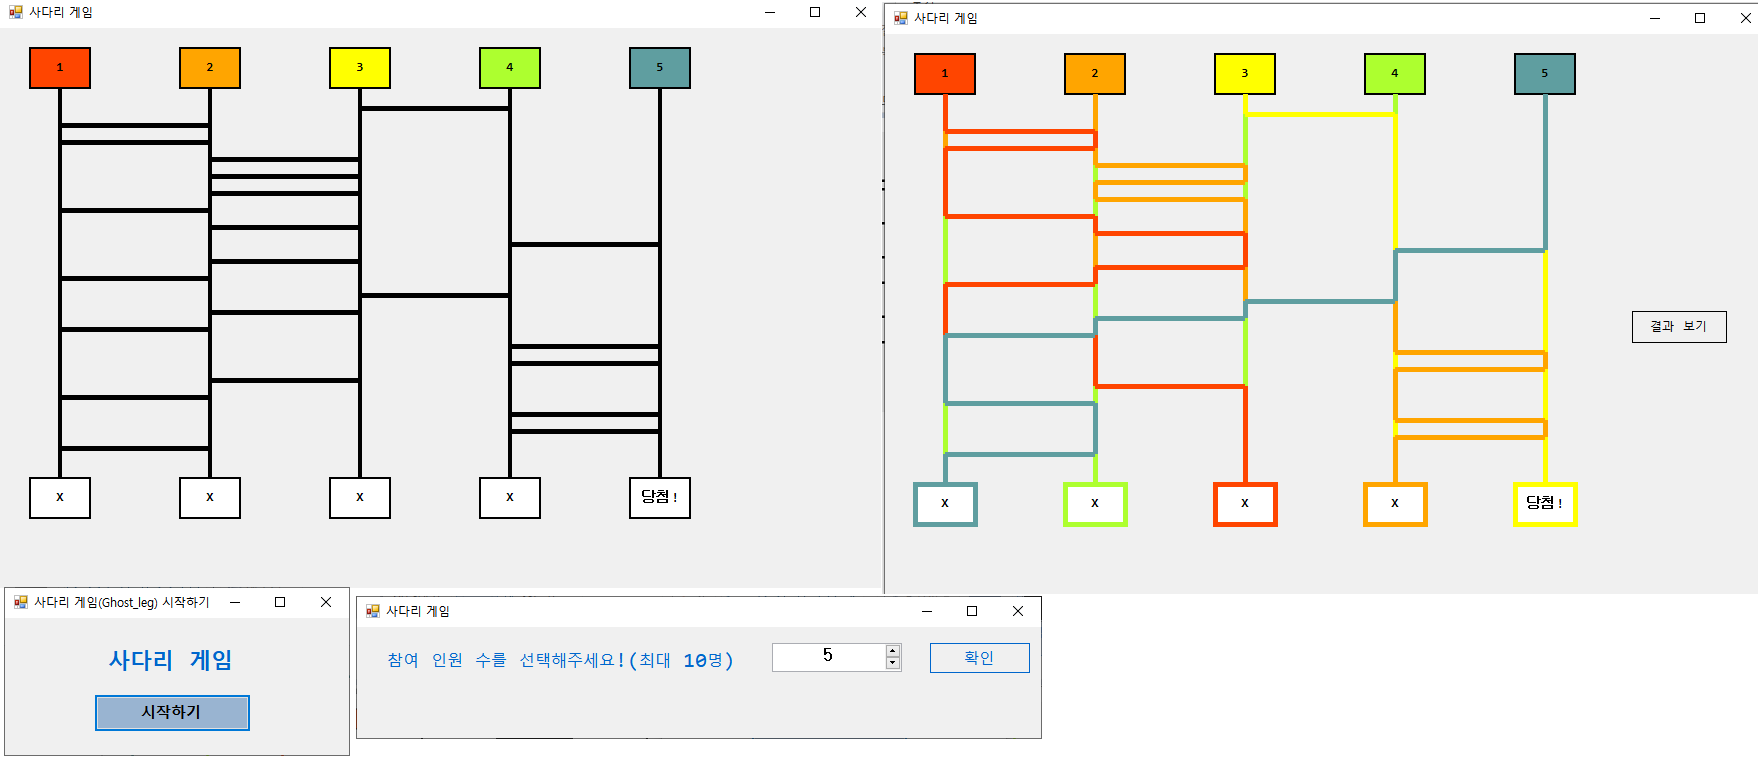 사다리 게임
1 2 3 4 5
X X X X 당첨!
사다리 게임
1 2 3 4 5
결과 보기
X X X X 당첨!
사다리 게임(Ghost_leg) 시작하기
사다리 게임
시작하기
사다리 게임
참여 인원 수를 선택해주세요!(최대 10명) 5 확인